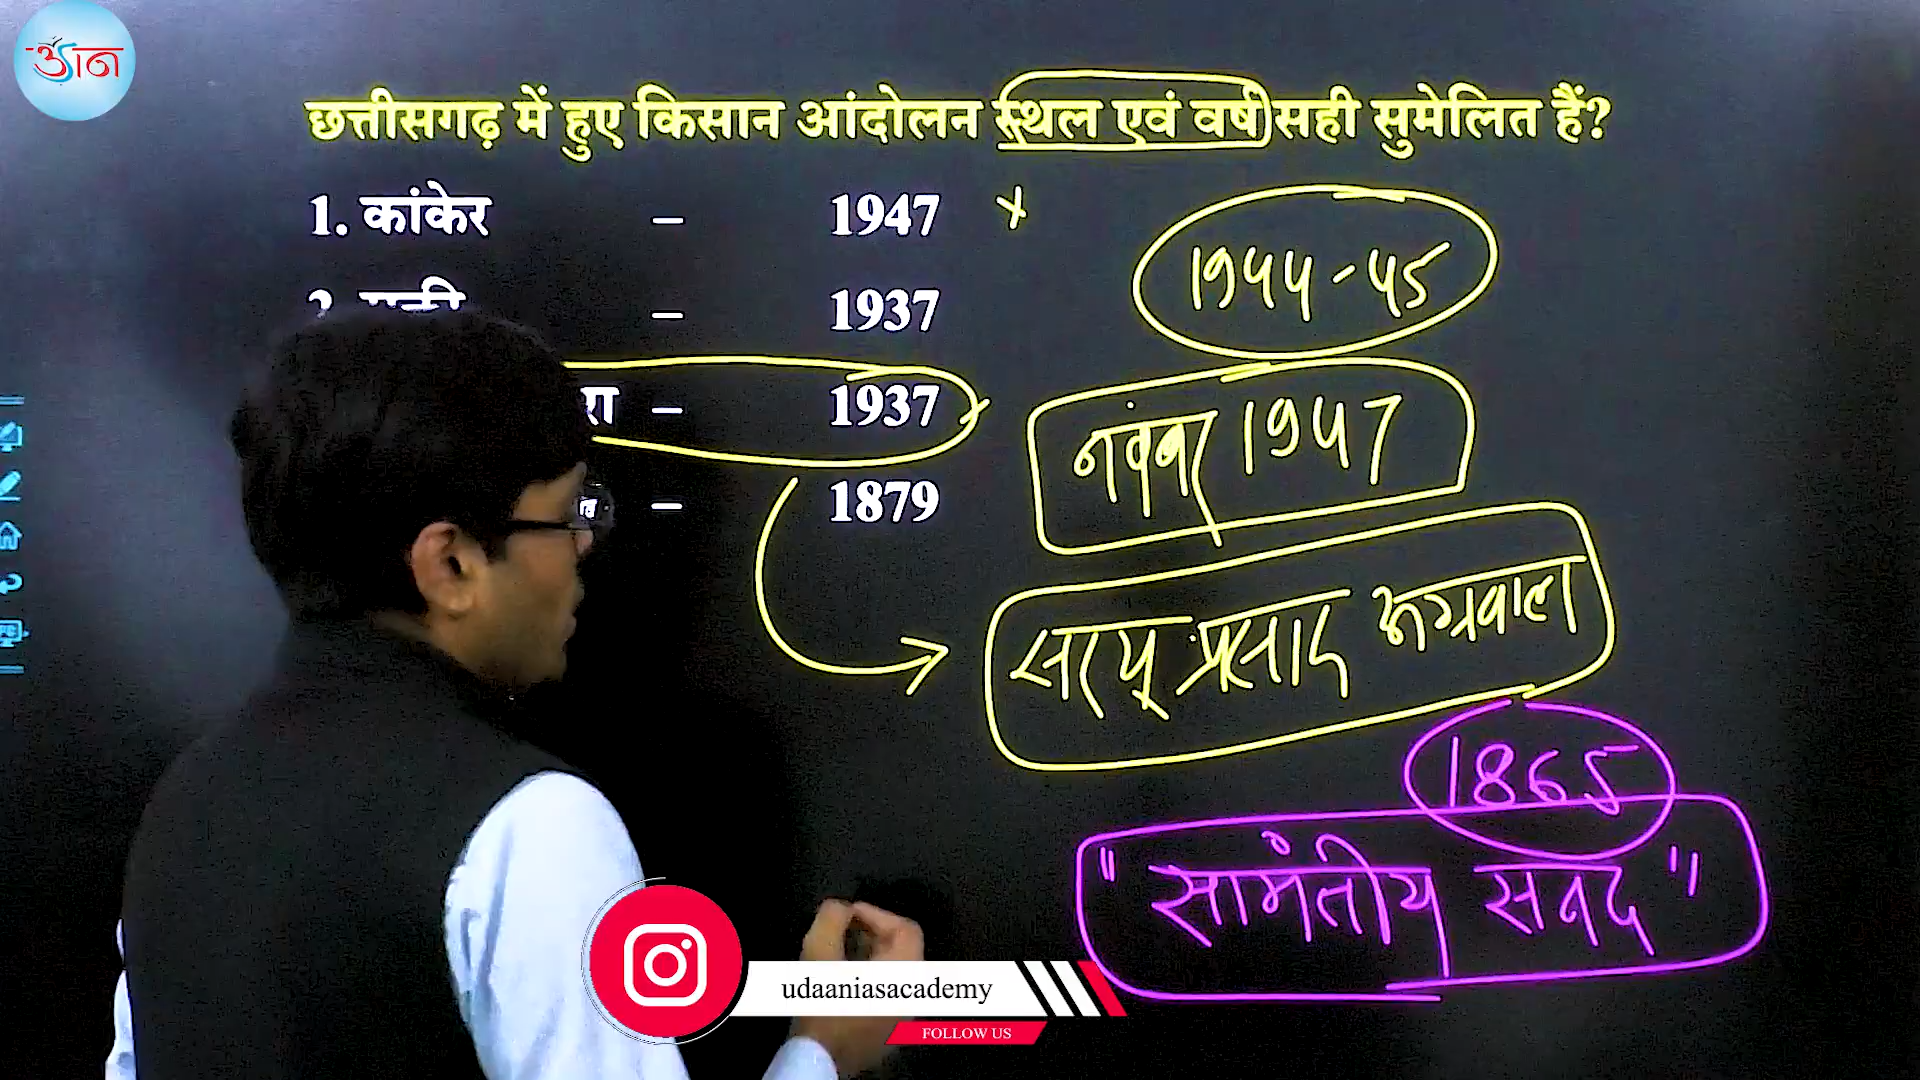 उड़ान
छत्तीसगढ़ में हुए किसान आंदोलन स्थल एवं वर्ष सही सुमेलित हैं?
1. कांकेर – 1947 ×
1944-45
– 1937
रा – 1937
नवंबर 1947
– 1879
सरयू प्रसाद अग्रवाल
1865
"सामंतीय सनद"
udaaniasacademy
FOLLOW US